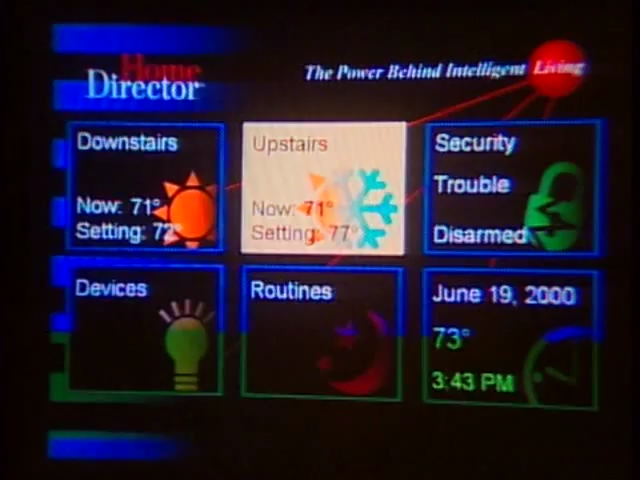 Home
Director
The Power Behind Intelligent Living
Downstairs
Now: 71°
Setting: 72°
Upstairs
Now: 71°
Setting: 77°
Security
Trouble
Disarmed
Devices
Routines
June 19, 2000
73°
3:43 PM